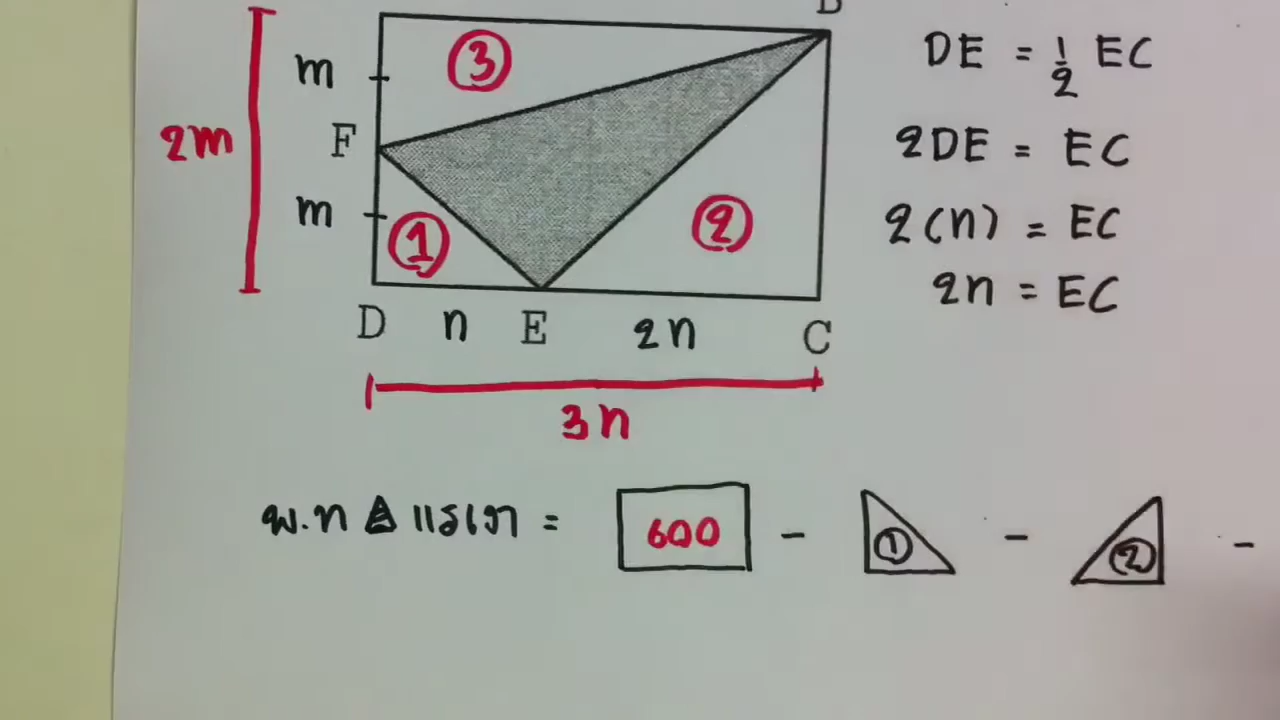 B
③
m
F
2m
m
①
②
D n E 2n C
3n
DE = 1/2 EC
2DE = EC
2(n) = EC
2n = EC
พ.ท △ แรเงา = 600 - ① - ② -